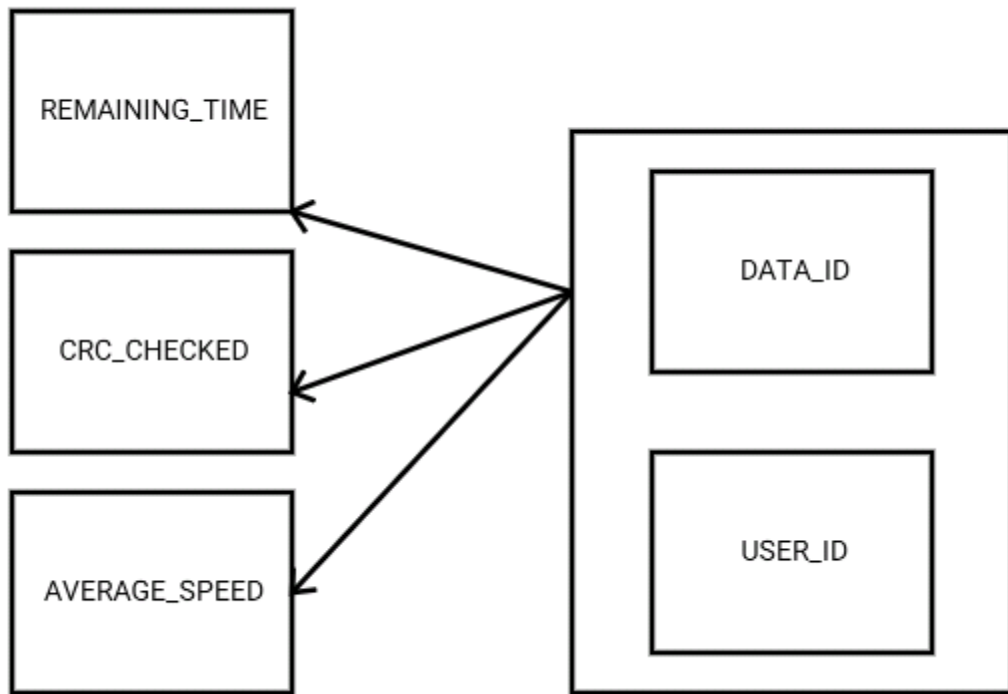 REMAINING_TIME
CRC_CHECKED
AVERAGE_SPEED
DATA_ID
USER_ID